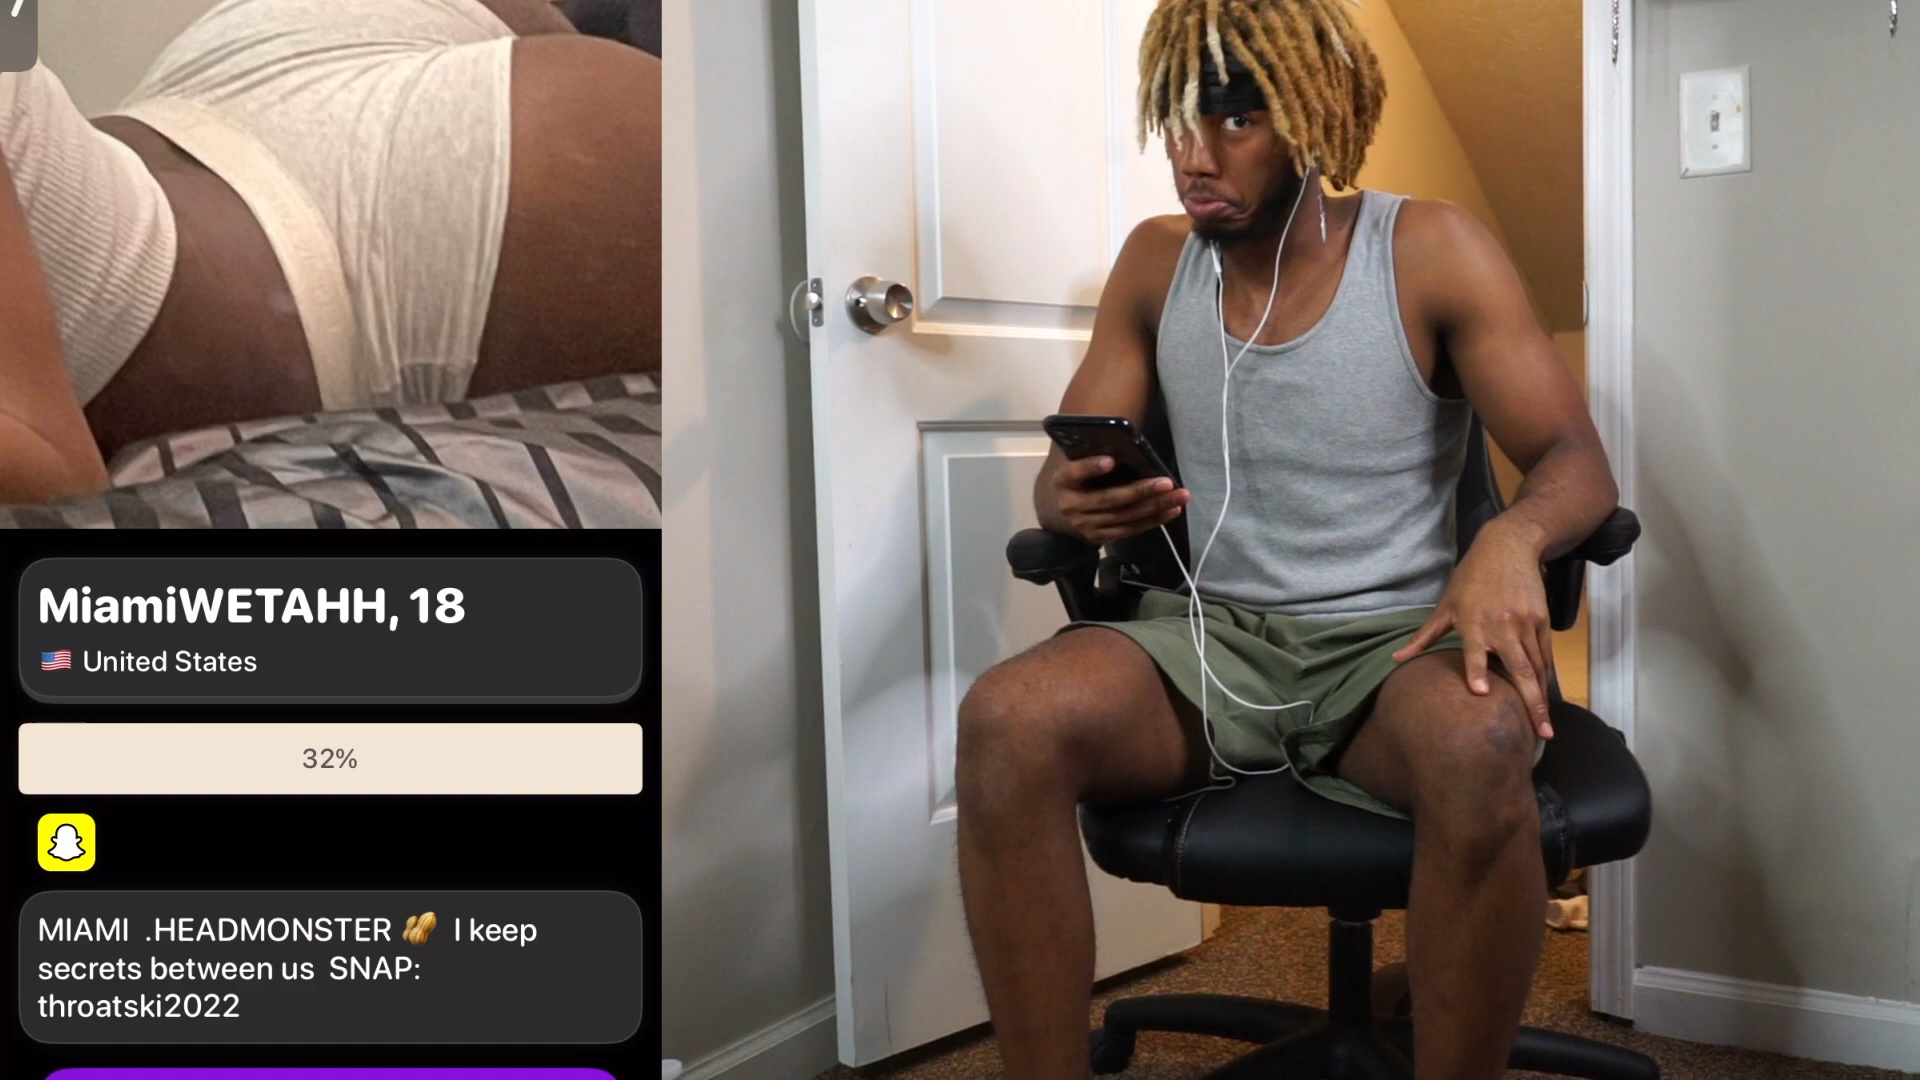 MiamiWETAHH, 18
🇺🇸 United States
32%
MIAMI .HEADMONSTER 🥜 I keep
secrets between us SNAP:
throatski2022